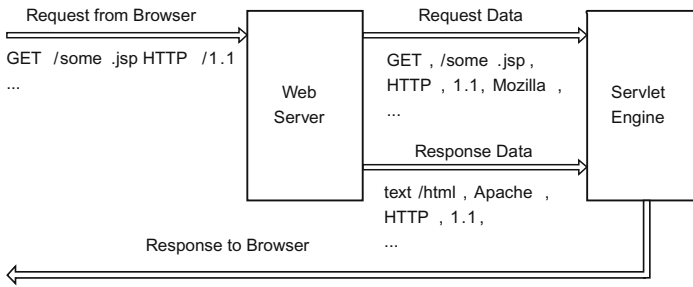 Request from Browser
GET /some .jsp HTTP /1.1
...
Web
Server
Request Data
GET , /some .jsp ,
HTTP , 1.1, Mozilla ,
...
Response Data
text /html , Apache ,
HTTP , 1.1,
...
Servlet
Engine
Response to Browser